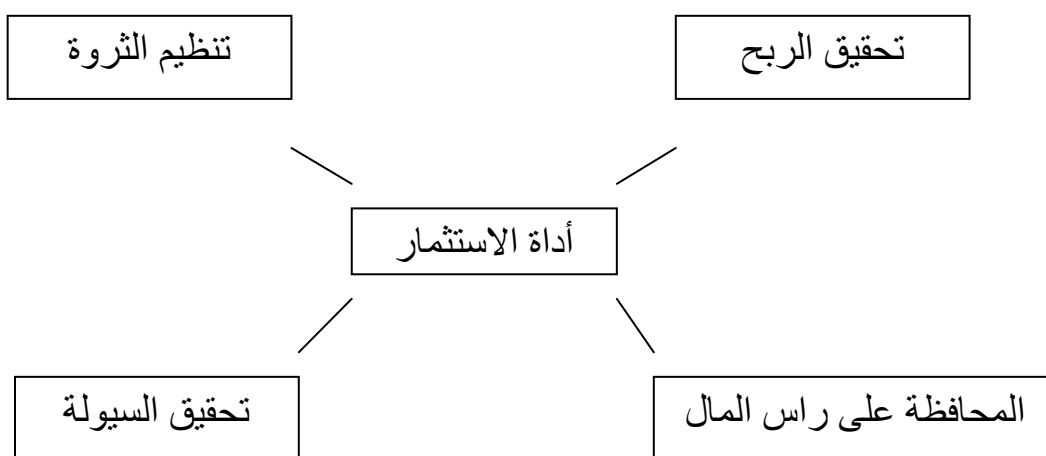 تحقيق الربح
تنظيم الثروة
أداة الاستثمار
المحافظة على راس المال
تحقيق السيولة